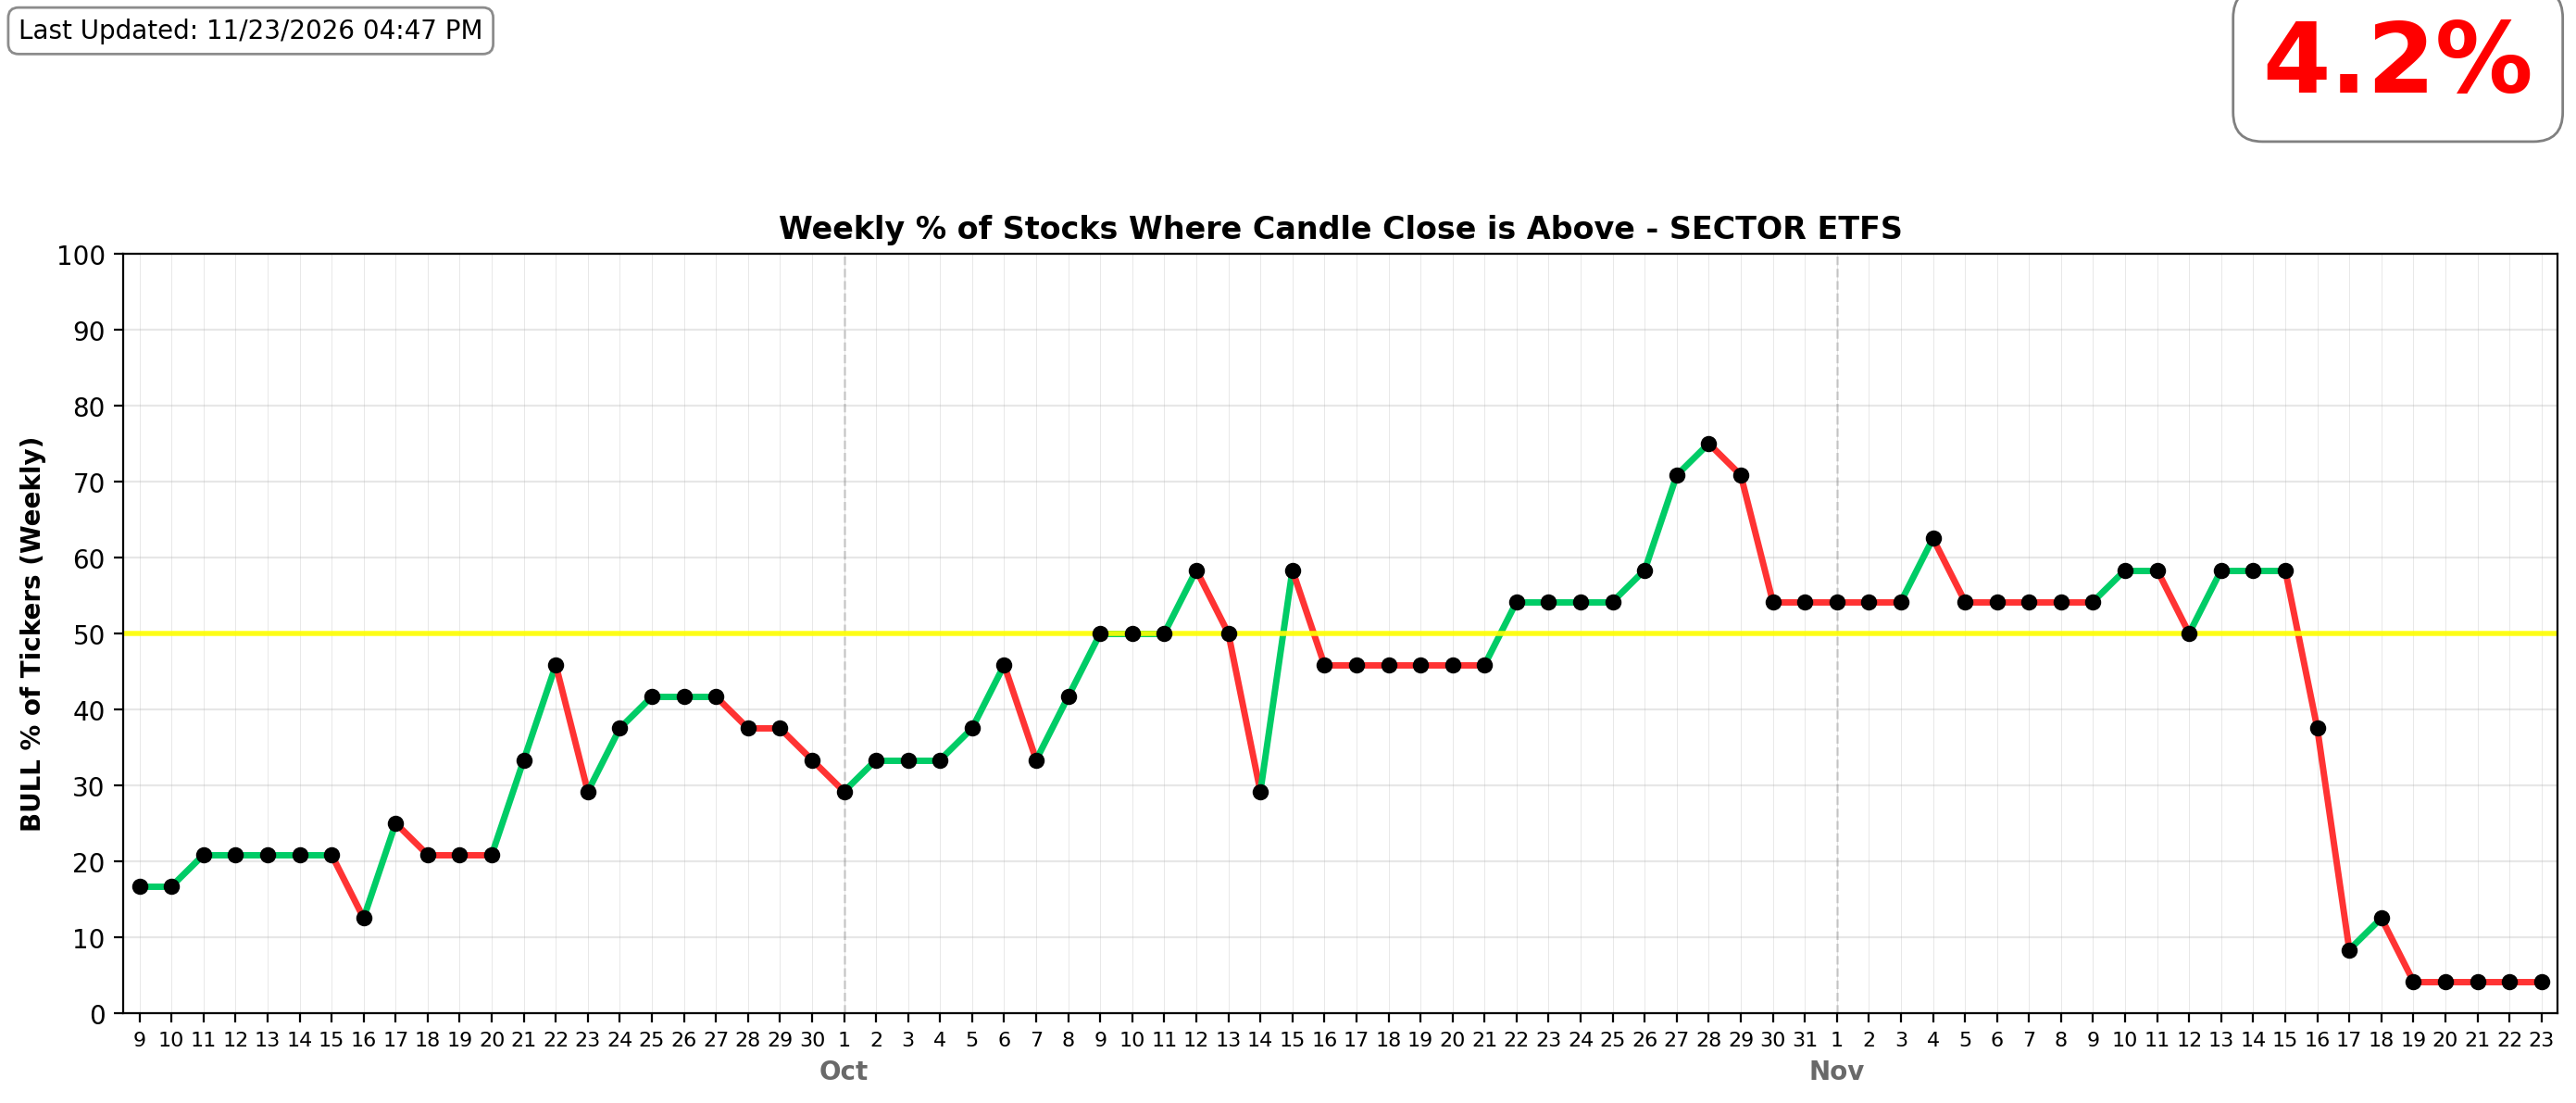 Last Updated: 11/23/2026 04:47 PM
4.2%
Weekly % of Stocks Where Candle Close is Above - SECTOR ETFS
BULL % of Tickers (Weekly)
100
90
80
70
60
50
40
30
20
10
0
9 10 11 12 13 14 15 16 17 18 19 20 21 22 23 24 25 26 27 28 29 30 1 2 3 4 5 6 7 8 9 10 11 12 13 14 15 16 17 18 19 20 21 22 23 24 25 26 27 28 29 30 31 1 2 3 4 5 6 7 8 9 10 11 12 13 14 15 16 17 18 19 20 21 22 23
Oct Nov